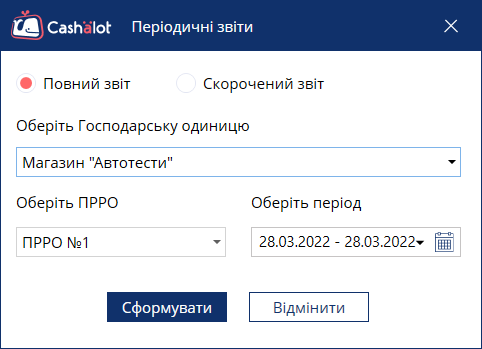 Cashalot Періодичні звіти
Повний звіт Скорочений звіт
Оберіть Господарську одиницю
Магазин "Автотести"
Оберіть ПРРО Оберіть період
ПРРО №1 28.03.2022 - 28.03.2022
Сформувати Відмінити